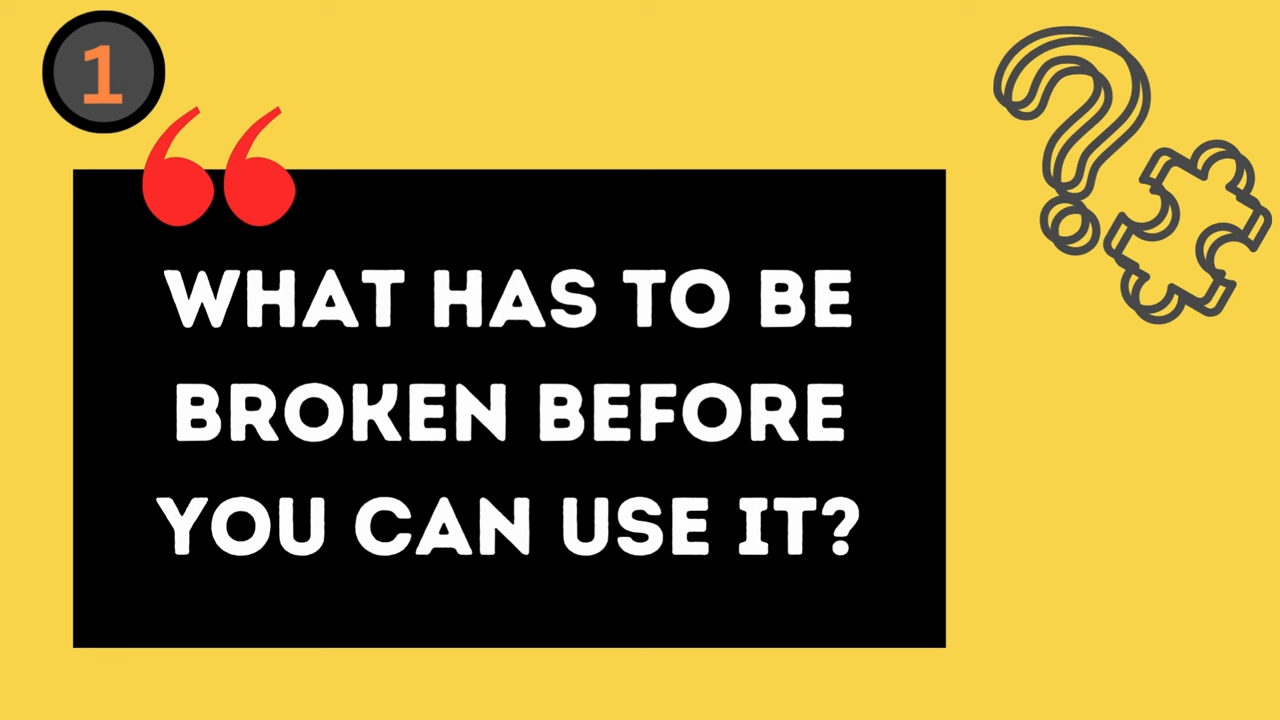 1
“
WHAT HAS TO BE
BROKEN BEFORE
YOU CAN USE IT?